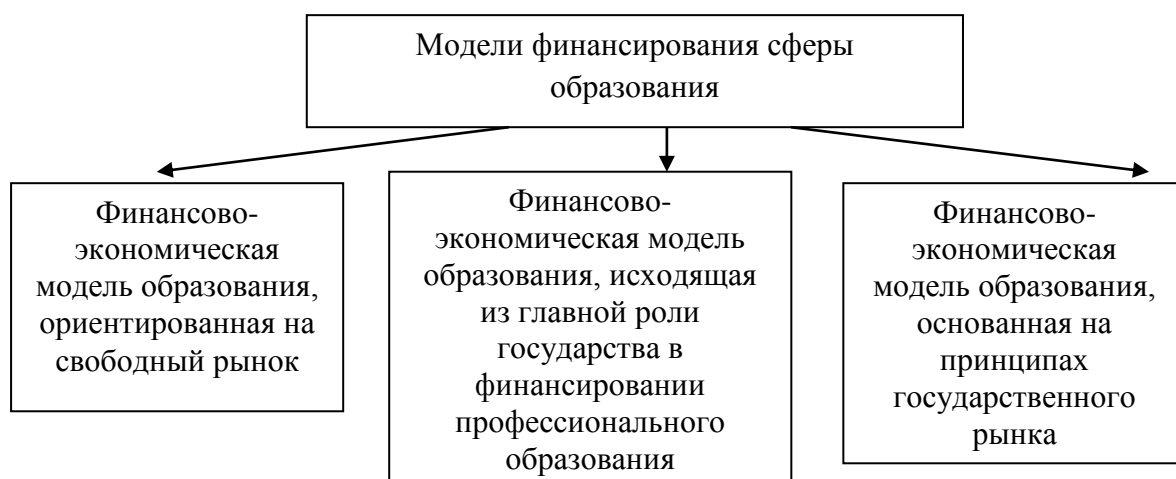 Модели финансирования сферы
образования
Финансово-
экономическая
модель образования,
ориентированная на
свободный рынок
Финансово-
экономическая модель
образования, исходящая
из главной роли
государства в
финансировании
профессионального
образования
Финансово-
экономическая
модель образования,
основанная на
принципах
государственного
рынка